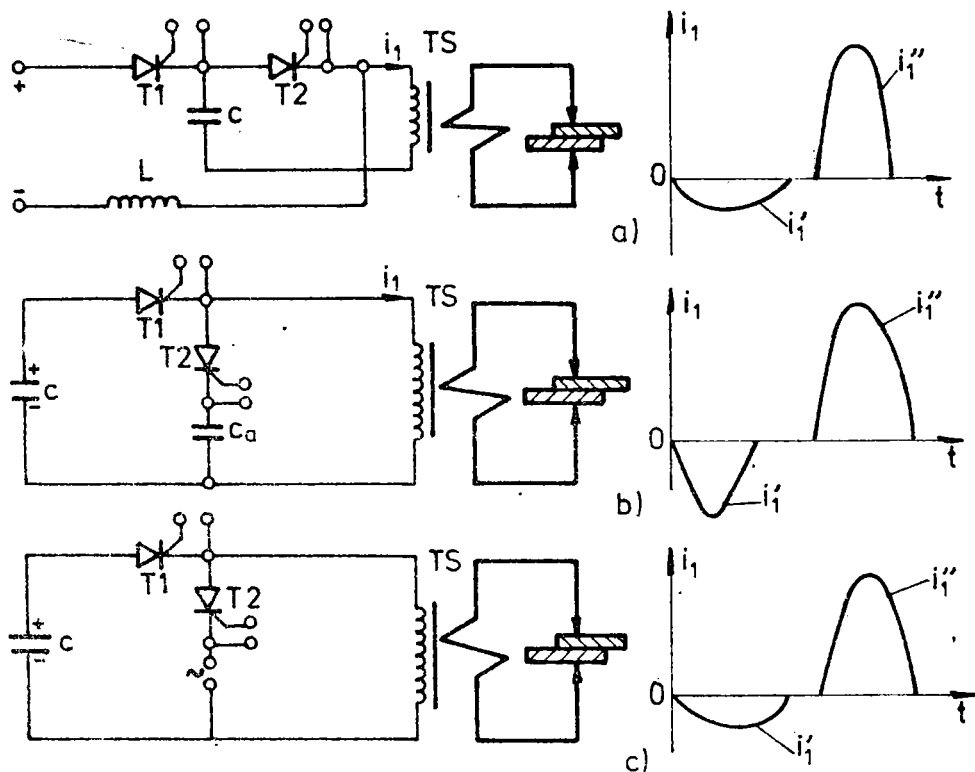 T1 T2 i₁ TS
+
C
L
−
i₁
i₁″
0
t
i₁′
a)
T1
i₁ TS
T2
+
C
−
Cₐ
i₁
i₁″
0
t
i₁′
b)
T1
TS
T2
+
C
−
~
i₁
i₁″
0
t
i₁′
c)